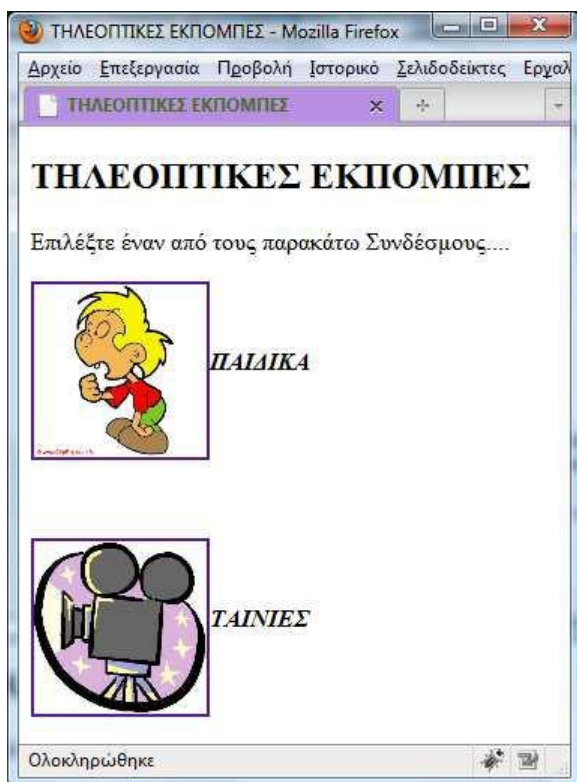 ΤΗΛΕΟΠΤΙΚΕΣ ΕΚΠΟΜΠΕΣ - Mozilla Firefox
Αρχείο Επεξεργασία Προβολή Ιστορικό Σελιδοδείκτες Εργαλ
ΤΗΛΕΟΠΤΙΚΕΣ ΕΚΠΟΜΠΕΣ
ΤΗΛΕΟΠΤΙΚΕΣ ΕΚΠΟΜΠΕΣ
Επιλέξτε έναν από τους παρακάτω Συνδέσμους....
ΠΑΙΔΙΚΑ
ΤΑΙΝΙΕΣ
Ολοκληρώθηκε